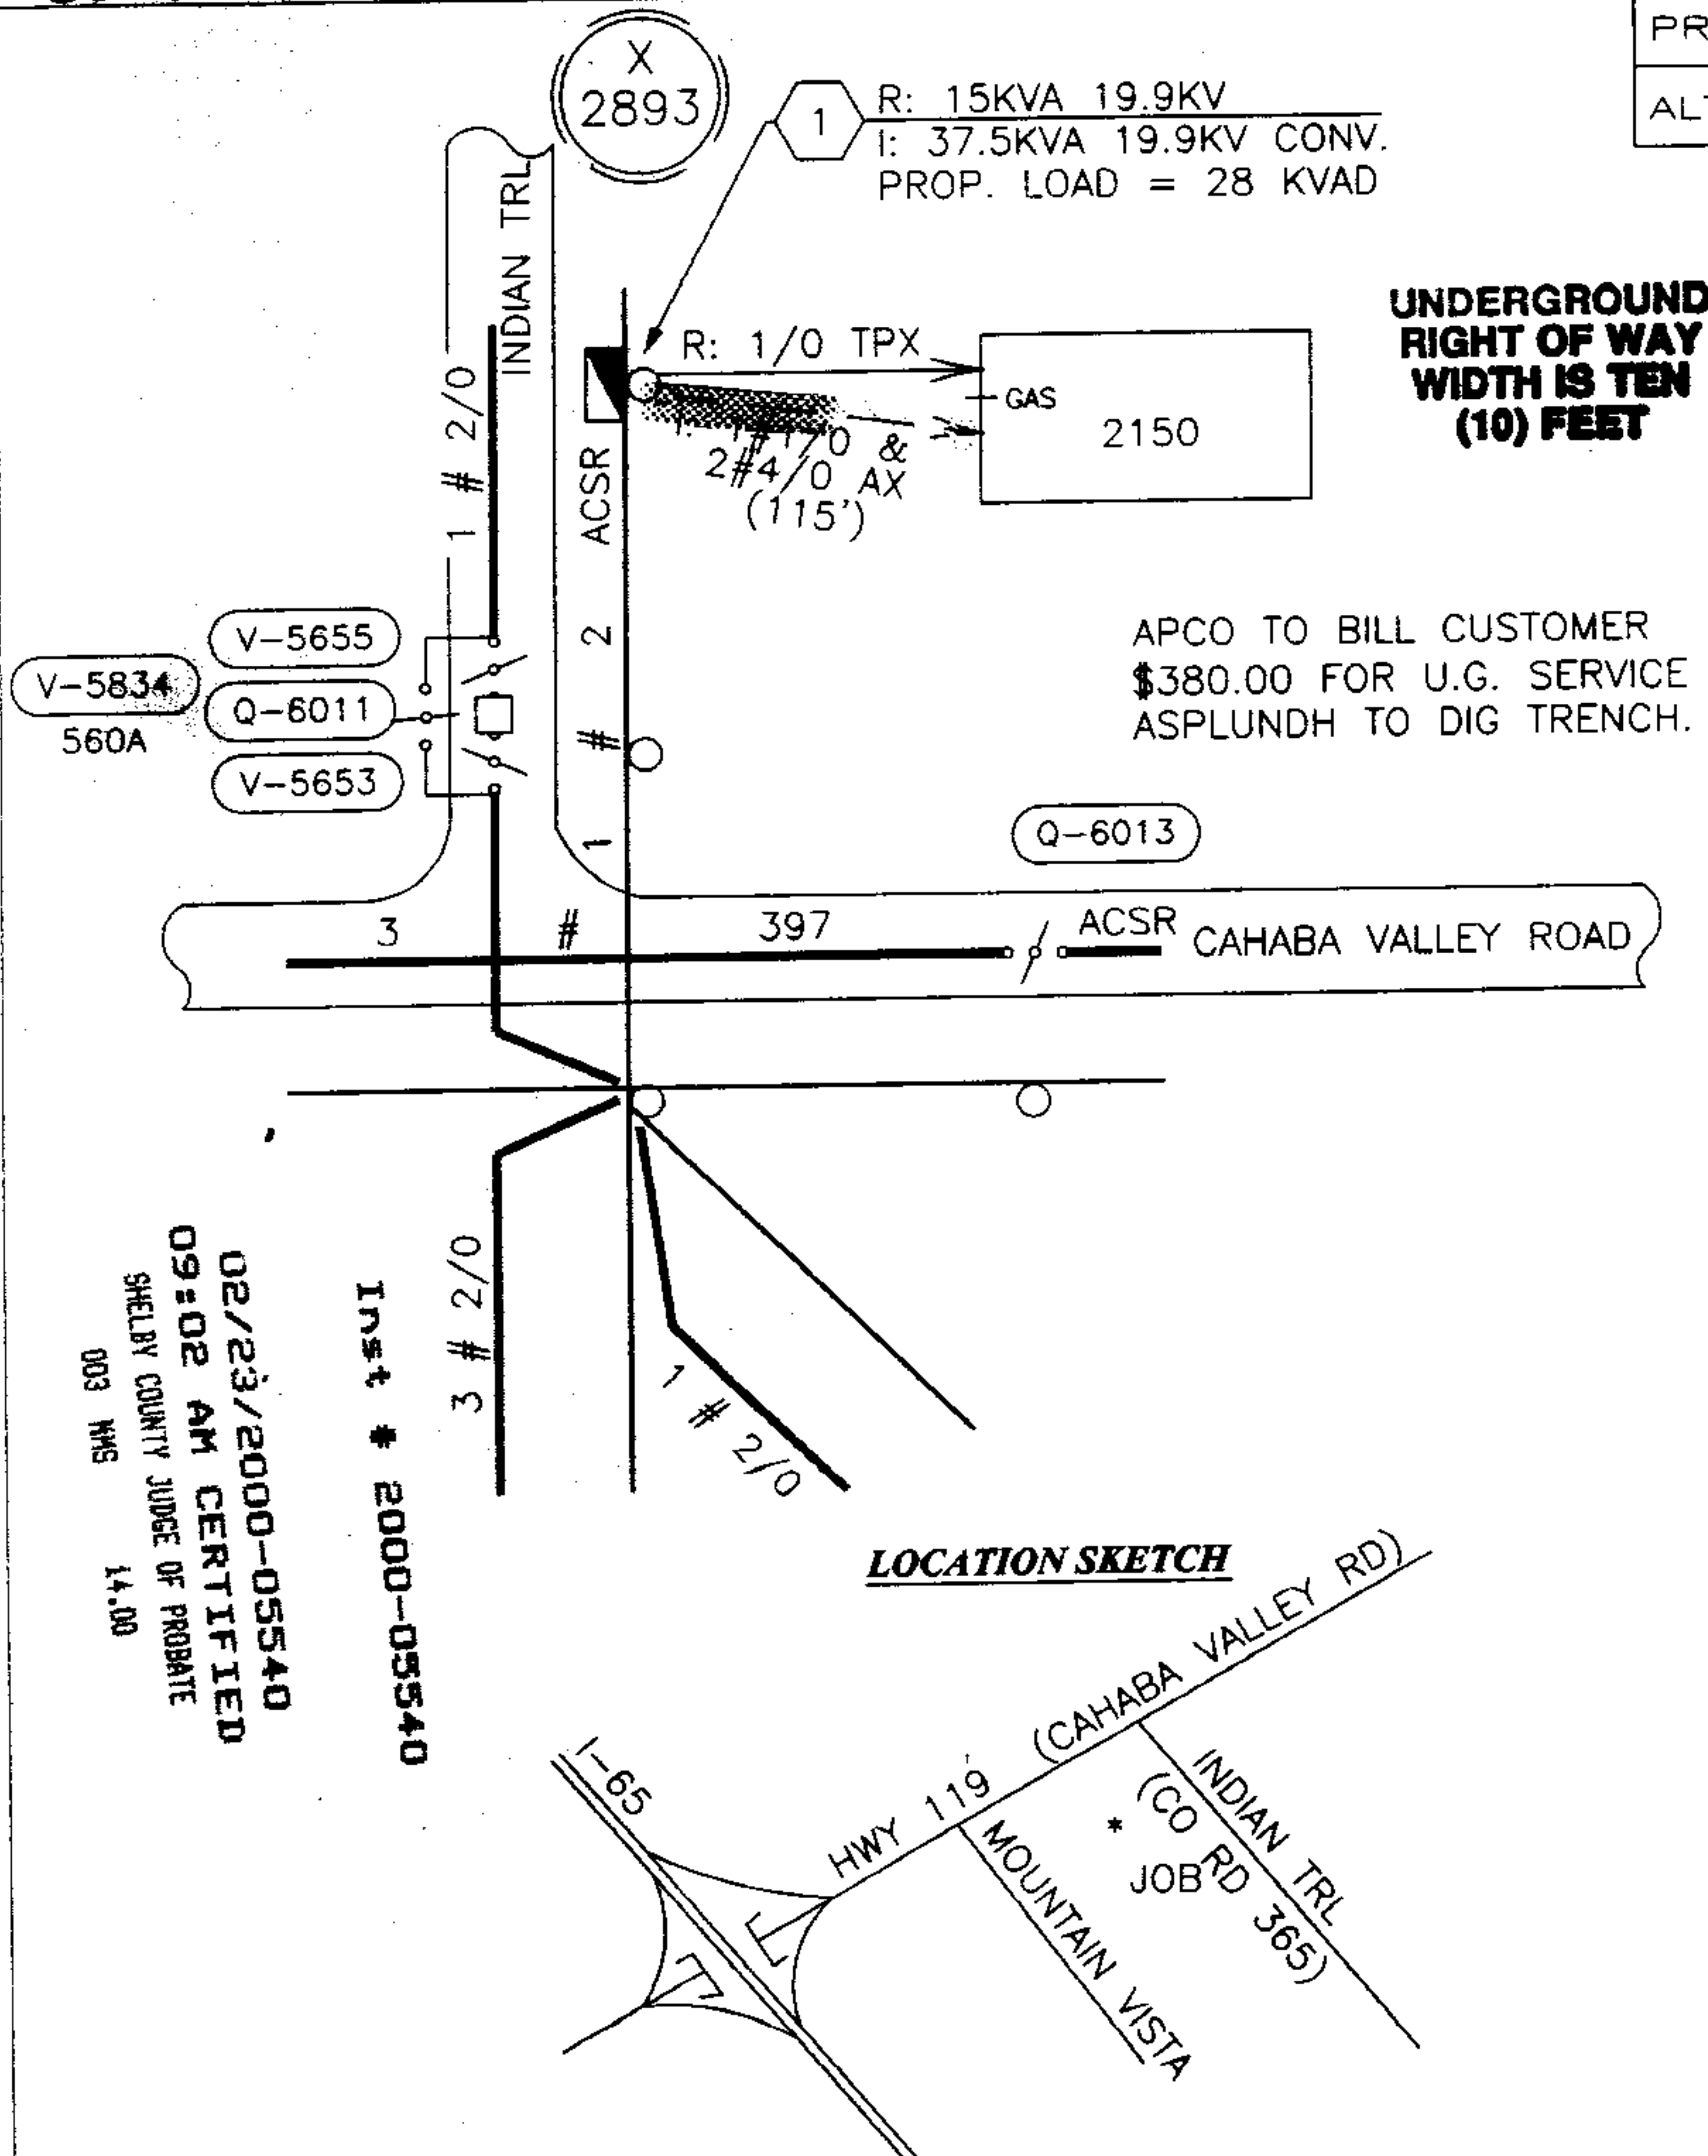 PR
ALT
X
2893
1
R: 15KVA 19.9KV
I: 37.5KVA 19.9KV CONV.
PROP. LOAD = 28 KVAD
INDIAN TRL
1 # 2/0
R: 1/0 TPX
GAS
2150
1#1/0 &
2#4/0 AX
(115')
UNDERGROUND
RIGHT OF WAY
WIDTH IS TEN
(10) FEET
1 # 2 ACSR
V-5655
V-5834
560A
Q-6011
V-5653
APCO TO BILL CUSTOMER
$380.00 FOR U.G. SERVICE
ASPLUNDH TO DIG TRENCH.
Q-6013
3 # 397 ACSR
CAHABA VALLEY ROAD
3 # 2/0
1 # 2/0
Inst # 2000-05540
02/23/2000-05540
09:02 AM CERTIFIED
SHELBY COUNTY JUDGE OF PROBATE
003 MMS 14.00
LOCATION SKETCH
I-65
HWY 119 (CAHABA VALLEY RD)
MOUNTAIN VISTA
*
JOB
INDIAN TRL
(CO RD 365)